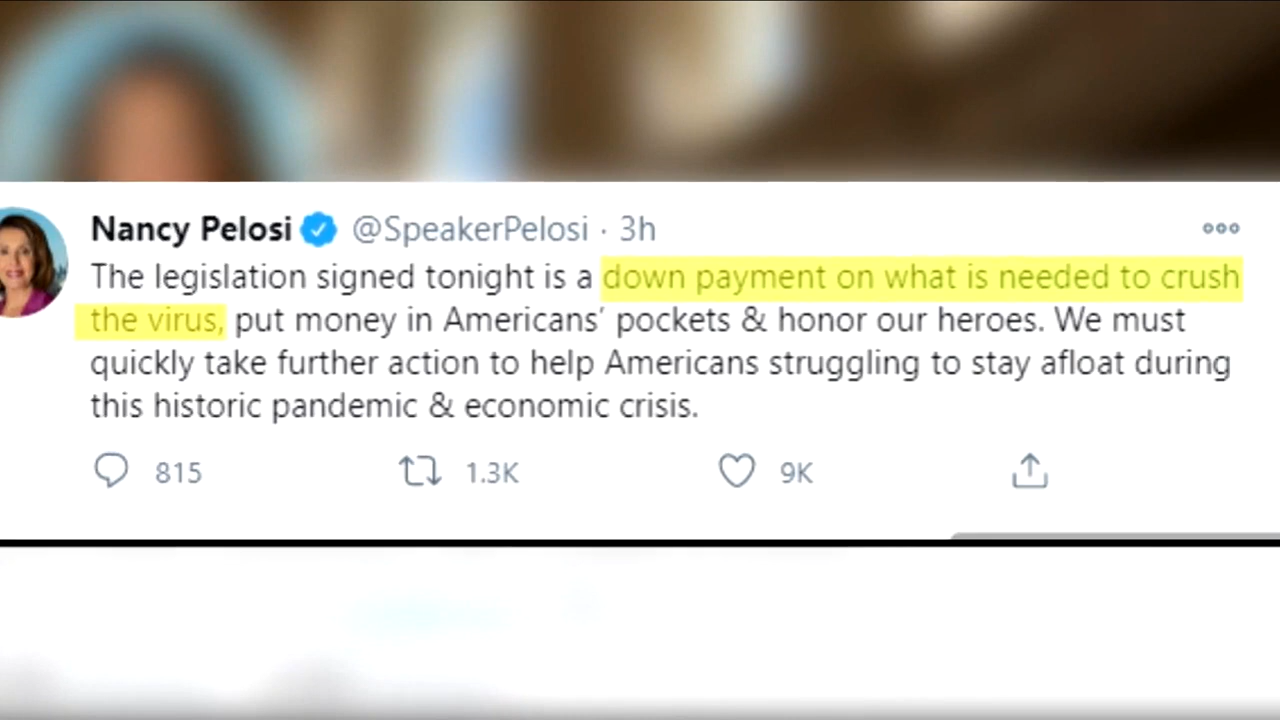 Nancy Pelosi @SpeakerPelosi · 3h
The legislation signed tonight is a down payment on what is needed to crush
the virus, put money in Americans' pockets & honor our heroes. We must
quickly take further action to help Americans struggling to stay afloat during
this historic pandemic & economic crisis.
815 1.3K 9K